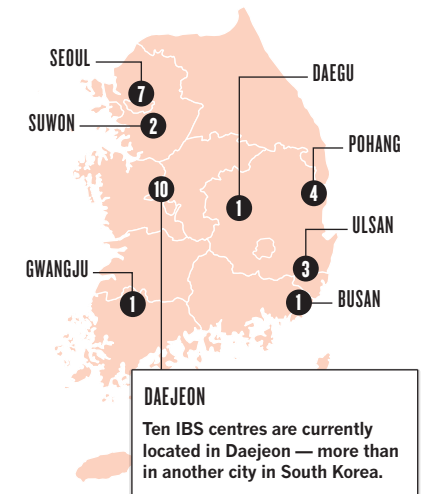 SEOUL
7
DAEGU
SUWON
2
POHANG
10
4
1
ULSAN
3
GWANGJU
1
1
BUSAN
DAEJEON
Ten IBS centres are currently
located in Daejeon — more than
in another city in South Korea.